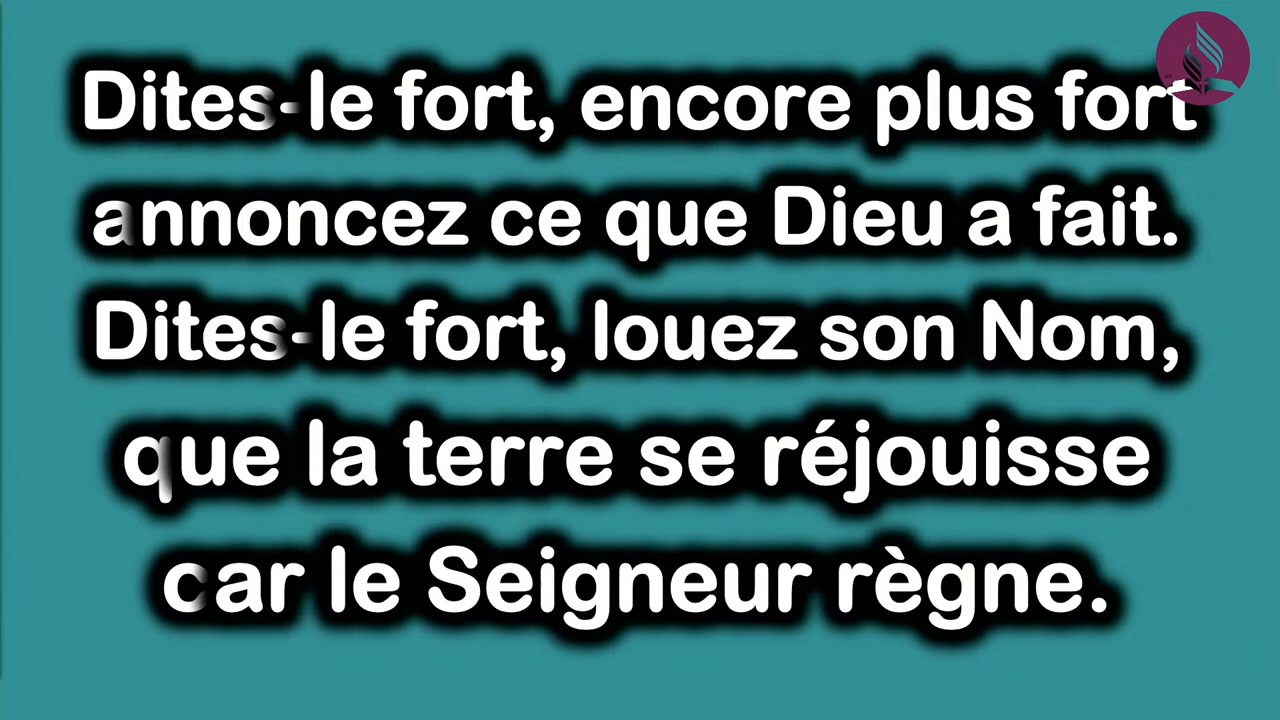 Dites-le fort, encore plus fort
annoncez ce que Dieu a fait.
Dites-le fort, louez son Nom,
que la terre se réjouisse
car le Seigneur règne.